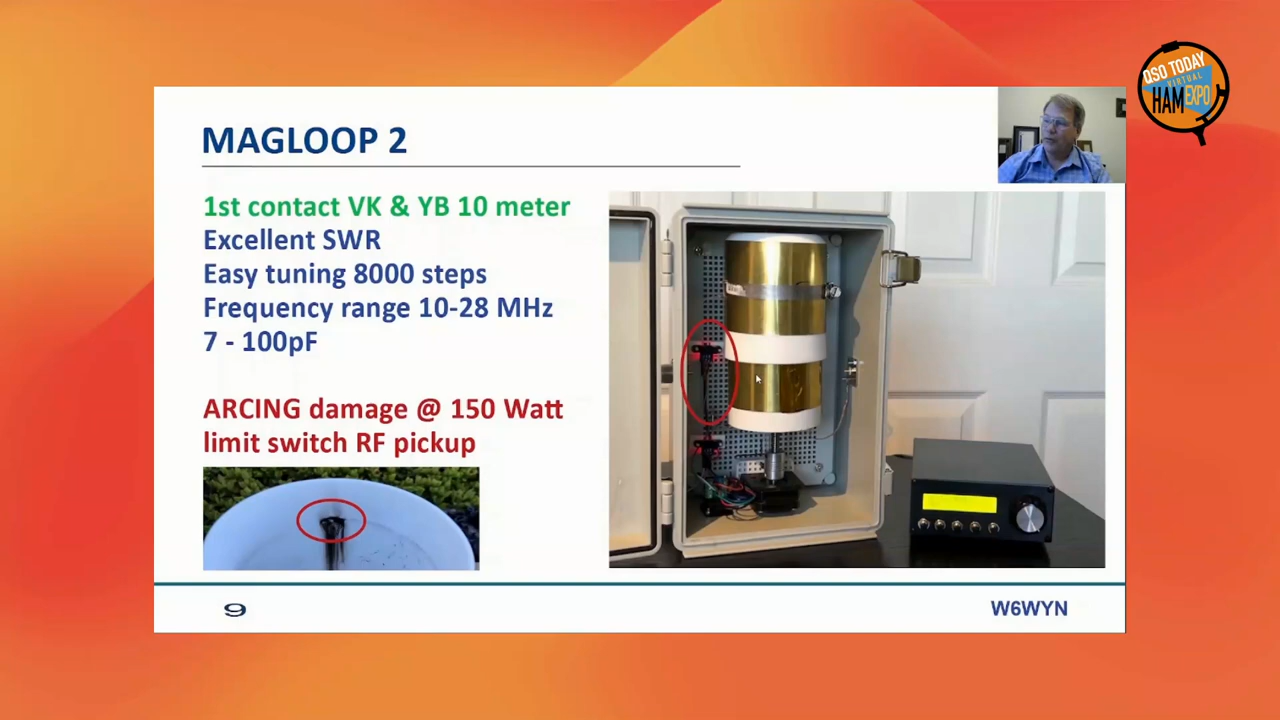 QSO TODAY
VIRTUAL
HAM EXPO
MAGLOOP 2
1st contact VK & YB 10 meter
Excellent SWR
Easy tuning 8000 steps
Frequency range 10-28 MHz
7 - 100pF
ARCING damage @ 150 Watt
limit switch RF pickup
9
W6WYN